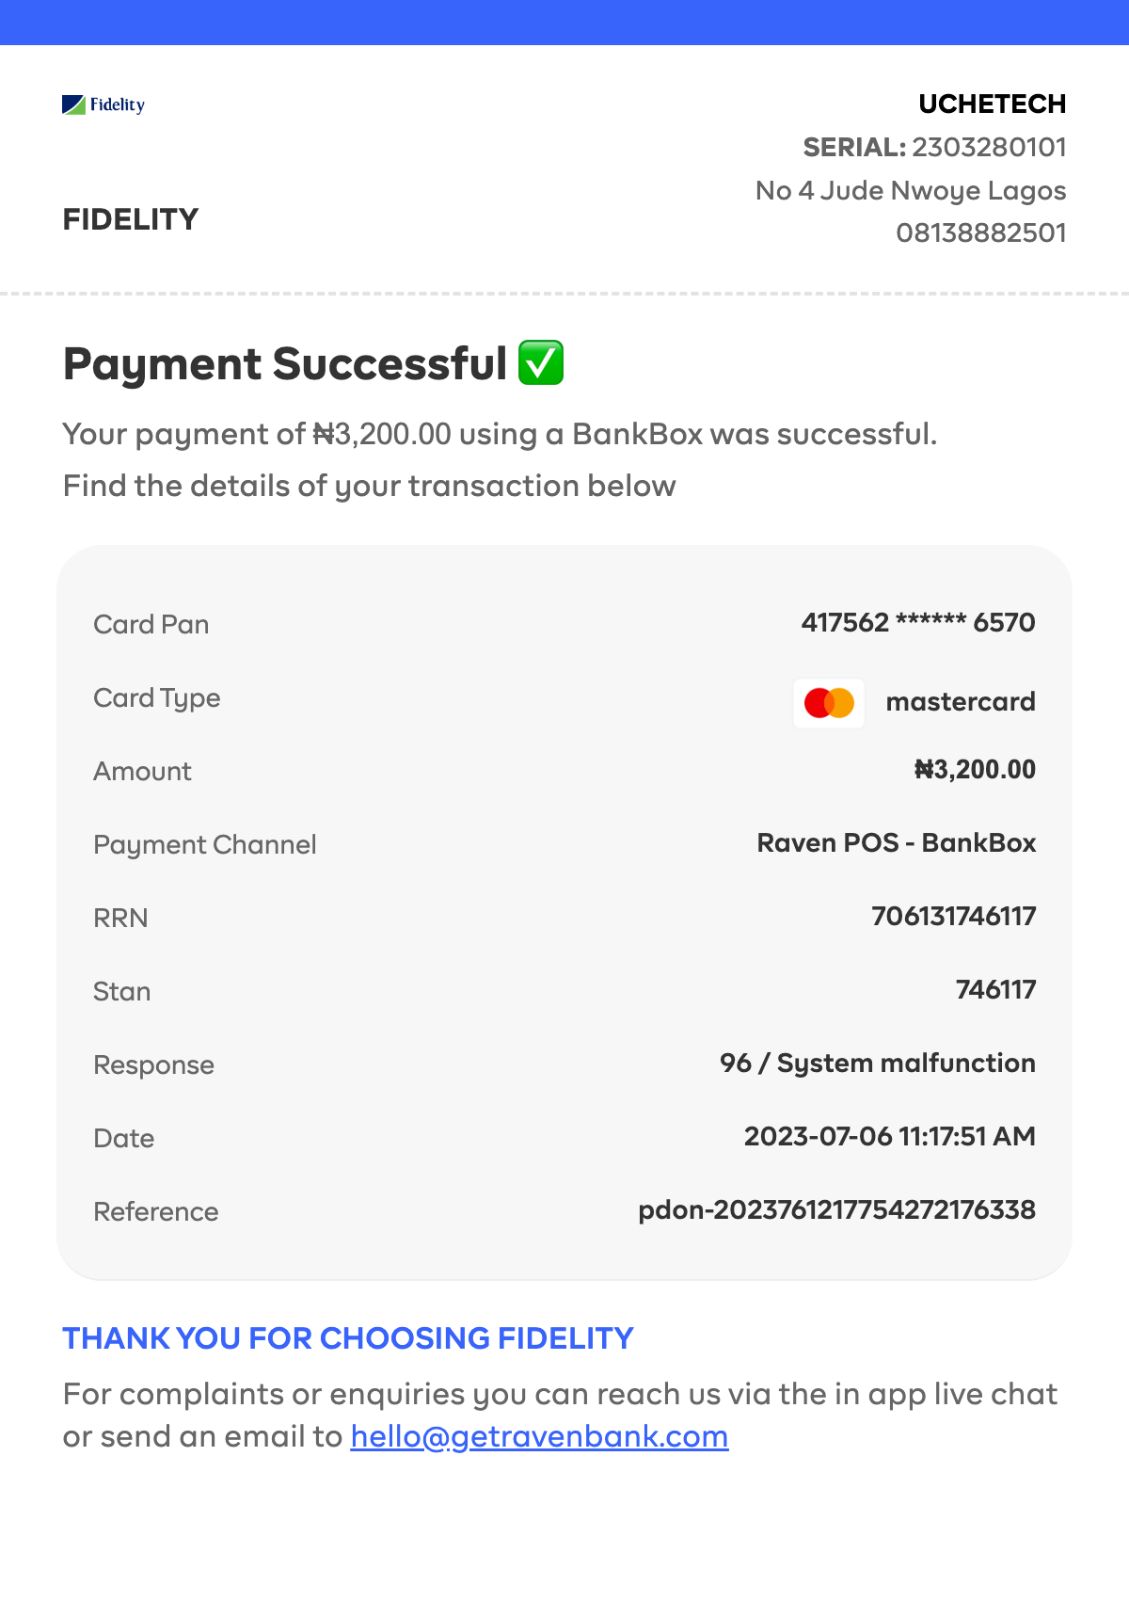 Fidelity
FIDELITY
UCHETECH
SERIAL: 2303280101
No 4 Jude Nwoye Lagos
08138882501
Payment Successful ✅
Your payment of ₦3,200.00 using a BankBox was successful.
Find the details of your transaction below
Card Pan 417562 ****** 6570
Card Type mastercard
Amount ₦3,200.00
Payment Channel Raven POS - BankBox
RRN 706131746117
Stan 746117
Response 96 / System malfunction
Date 2023-07-06 11:17:51 AM
Reference pdon-2023761217754272176338
THANK YOU FOR CHOOSING FIDELITY
For complaints or enquiries you can reach us via the in app live chat
or send an email to hello@getravenbank.com